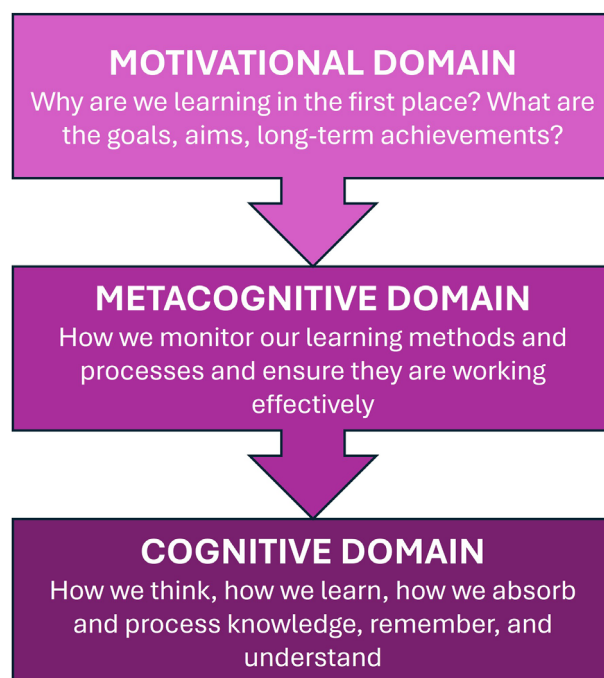 MOTIVATIONAL DOMAIN
Why are we learning in the first place? What are
the goals, aims, long-term achievements?
METACOGNITIVE DOMAIN
How we monitor our learning methods and
processes and ensure they are working
effectively
COGNITIVE DOMAIN
How we think, how we learn, how we absorb
and process knowledge, remember, and
understand